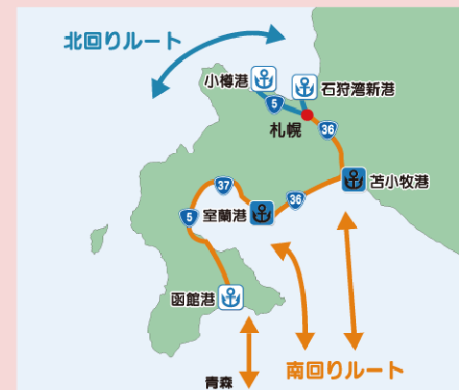 北回りルート
小樽港
石狩湾新港
5
札幌
36
苫小牧港
37
36
5
室蘭港
函館港
南回りルート
青森